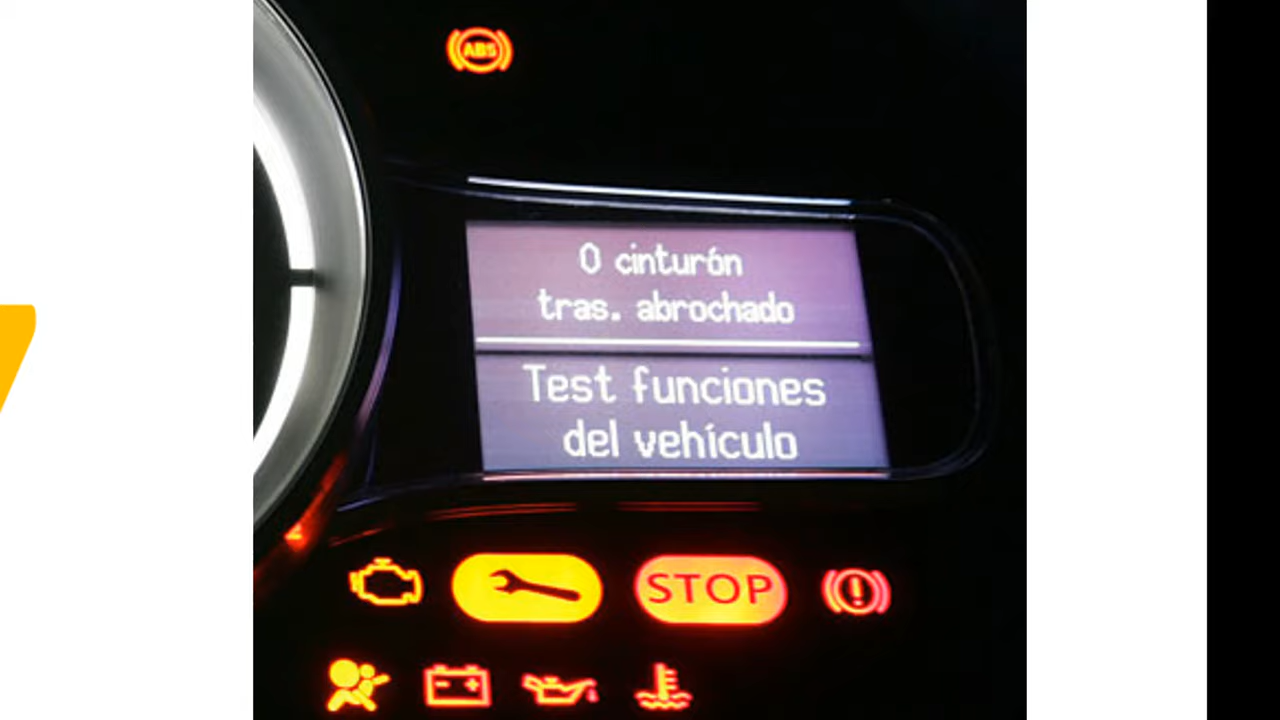 ABS
0 cinturón
tras. abrochado
Test funciones
del vehículo
STOP